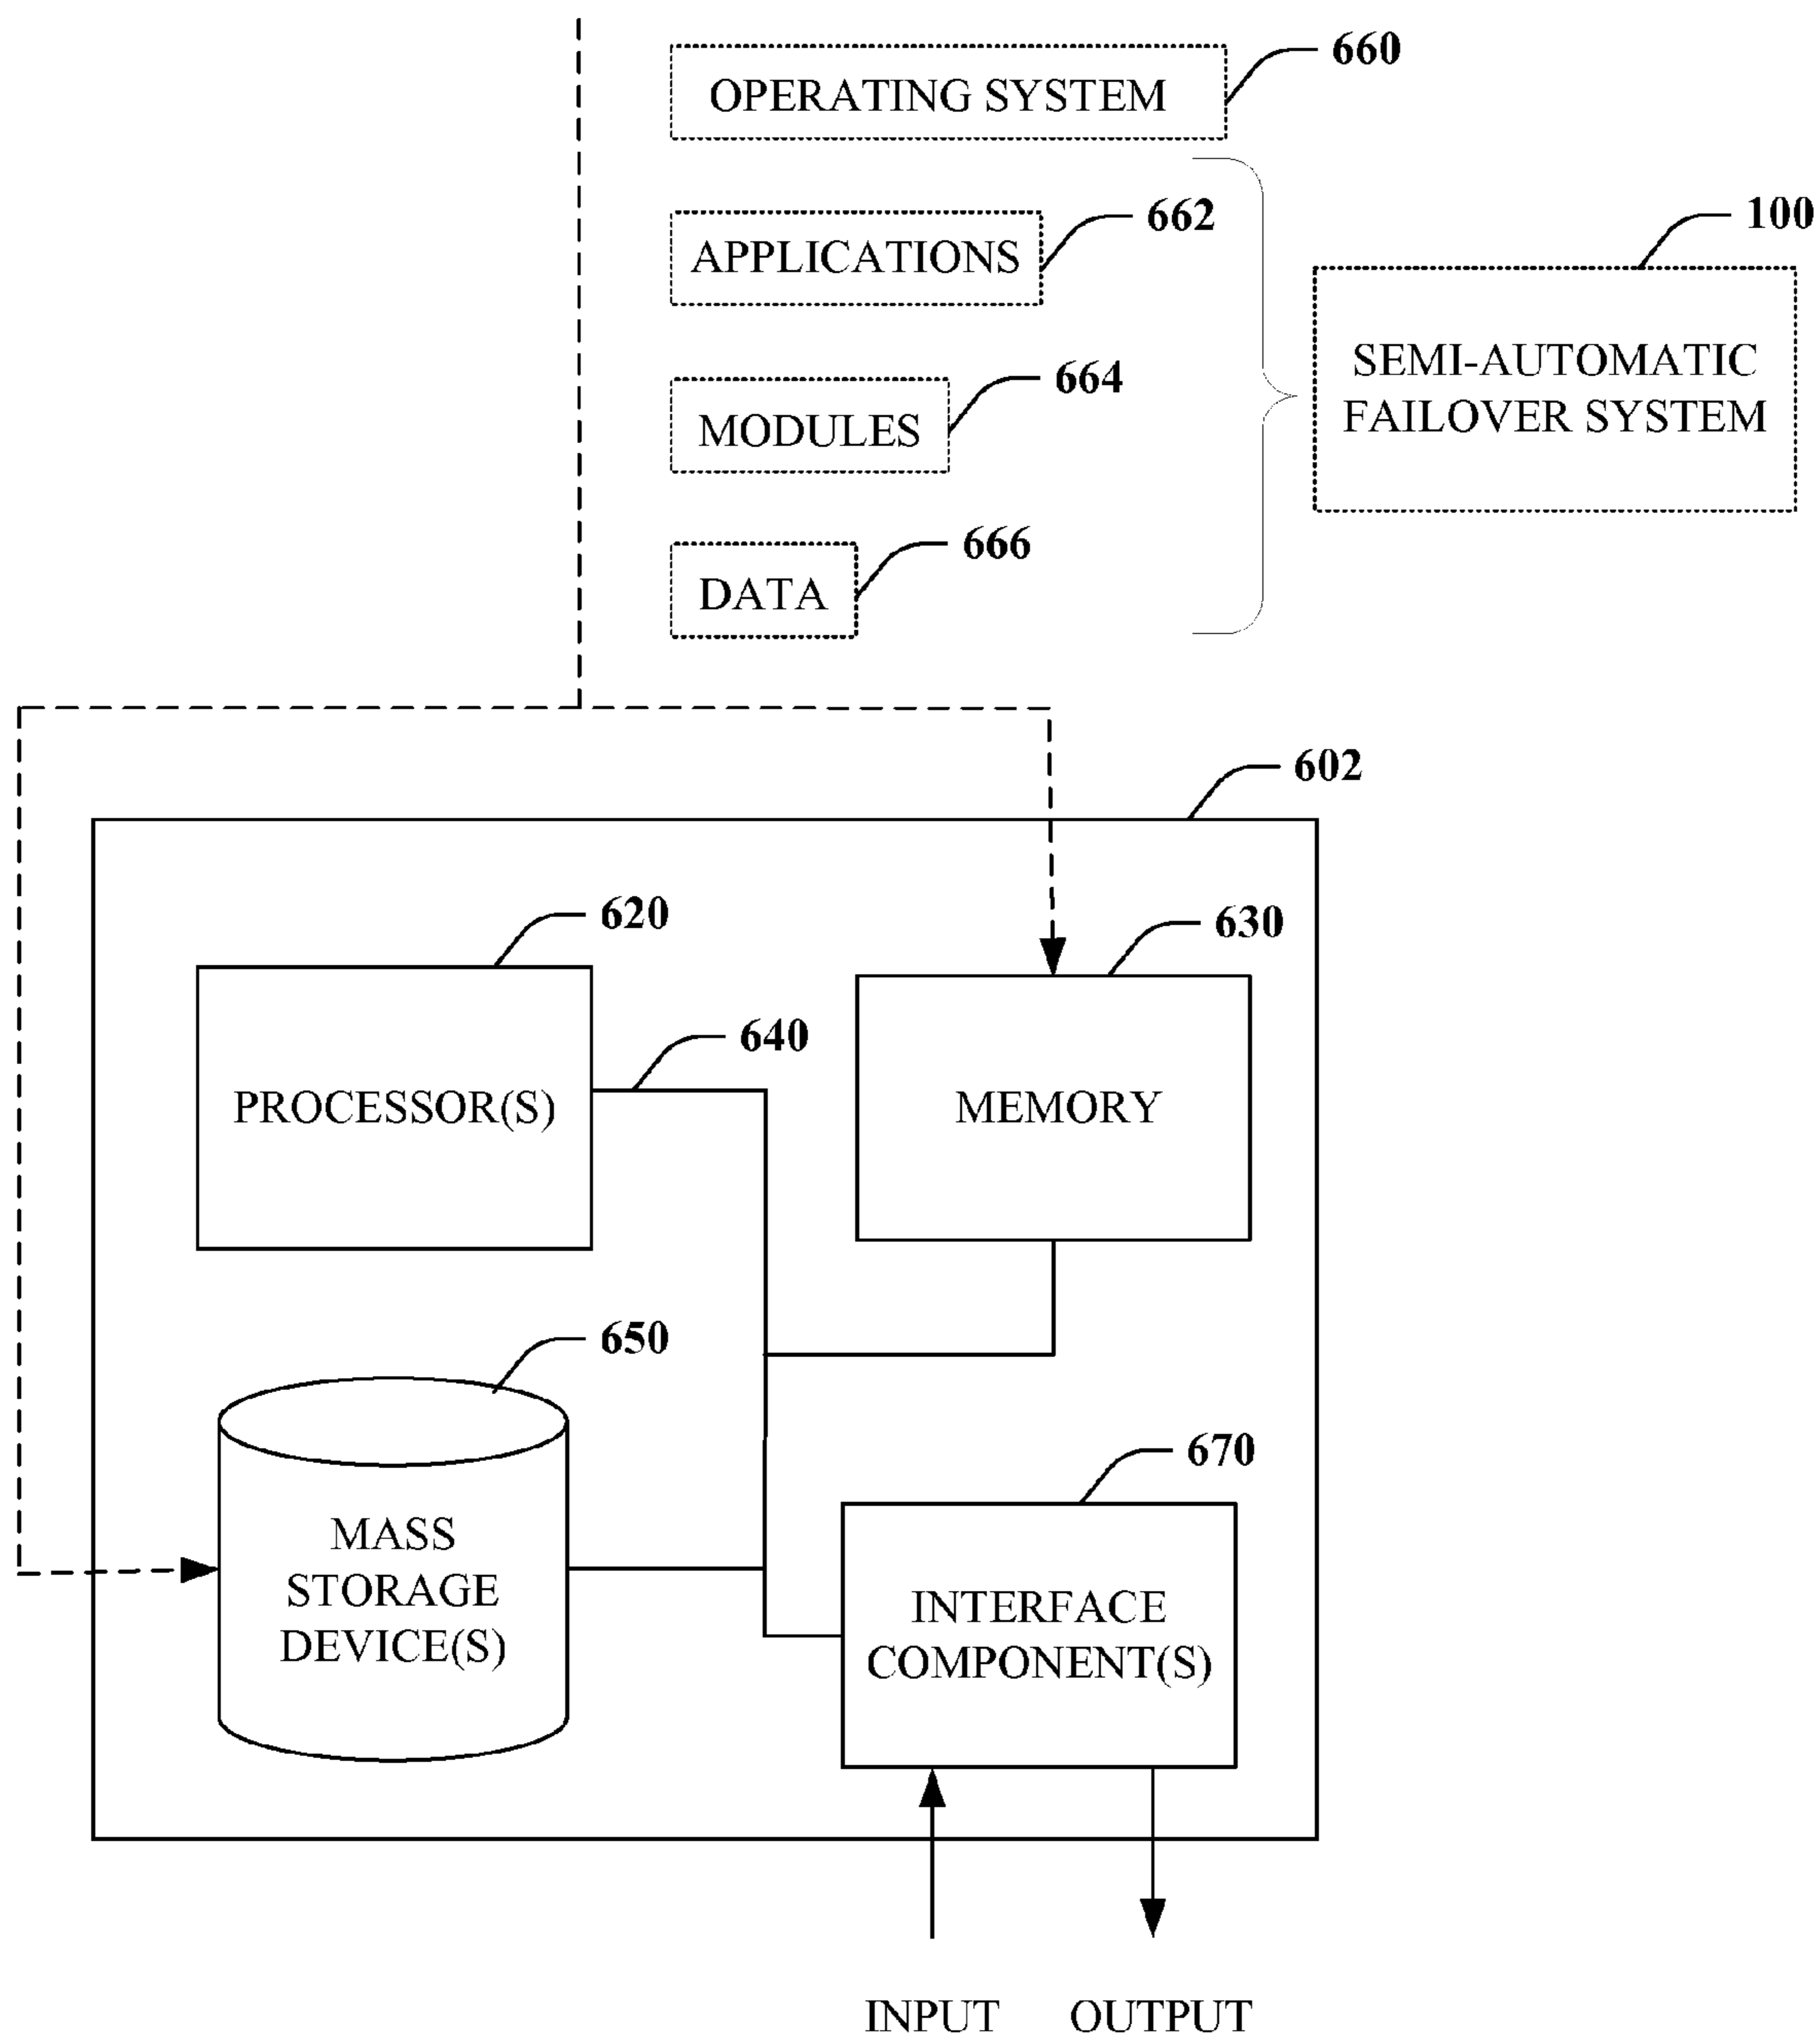 660
OPERATING SYSTEM
662
APPLICATIONS
100
SEMI-AUTOMATIC
FAILOVER SYSTEM
664
MODULES
666
DATA
602
620
PROCESSOR(S)
630
MEMORY
640
650
MASS
STORAGE
DEVICE(S)
670
INTERFACE
COMPONENT(S)
INPUT
OUTPUT